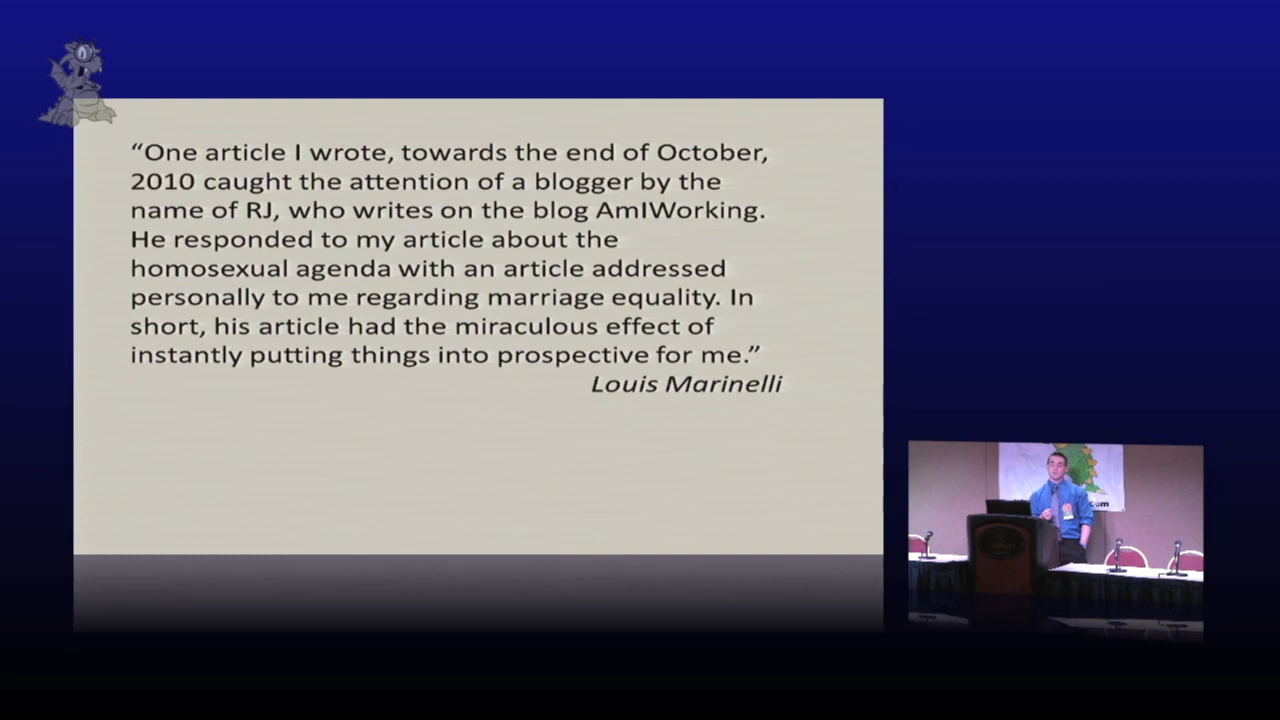 “One article I wrote, towards the end of October,
2010 caught the attention of a blogger by the
name of RJ, who writes on the blog AmIWorking.
He responded to my article about the
homosexual agenda with an article addressed
personally to me regarding marriage equality. In
short, his article had the miraculous effect of
instantly putting things into prospective for me.”
Louis Marinelli